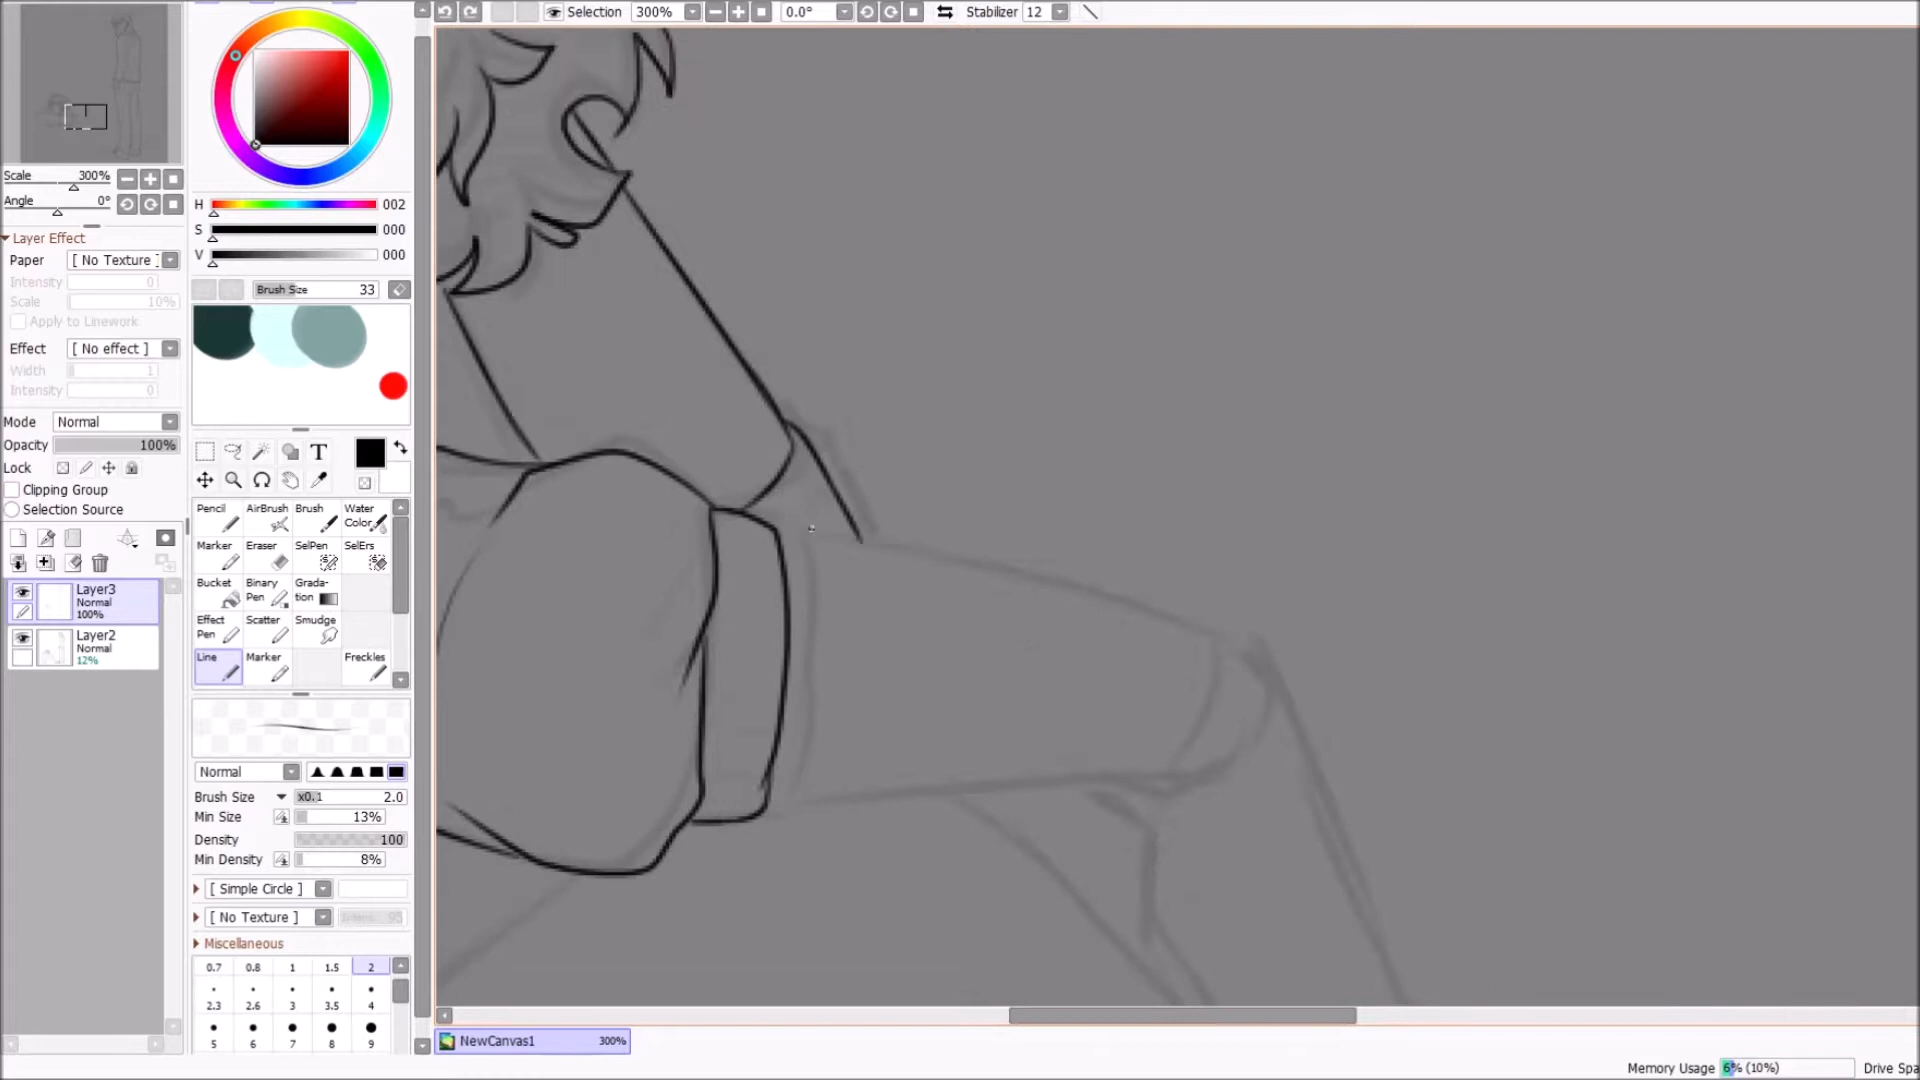 Selection 300% 0.0° Stabilizer 12
Scale 300%
Angle 0°
Layer Effect
Paper [ No Texture ]
Intensity 0
Scale 10%
Apply to Linework
Effect [ No effect ]
Width 1
Intensity 0
Mode Normal
Opacity 100%
Lock
Clipping Group
Selection Source
Layer3
Normal
100%
Layer2
Normal
12%
H 002
S 000
V 000
Brush Size 33
T
Pencil AirBrush Brush Water
Color
Marker Eraser SelPen SelErs
Bucket Binary Grada-
Pen tion
Effect Scatter Smudge
Pen
Line Marker Freckles
Normal
Brush Size x0.1 2.0
Min Size 13%
Density 100
Min Density 8%
[ Simple Circle ]
[ No Texture ] 95
Miscellaneous
0.7 0.8 1 1.5 2
2.3 2.6 3 3.5 4
5 6 7 8 9
NewCanvas1 300%
Memory Usage 6% (10%) Drive Spa